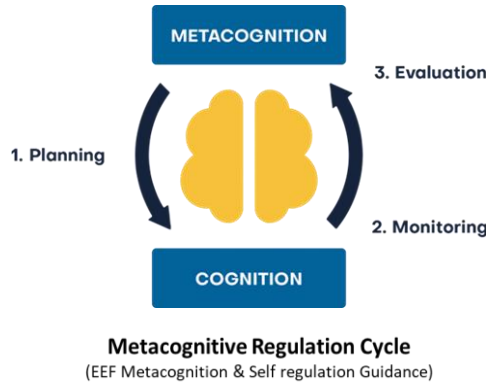 METACOGNITION
3. Evaluation
1. Planning
2. Monitoring
COGNITION
Metacognitive Regulation Cycle
(EEF Metacognition & Self regulation Guidance)